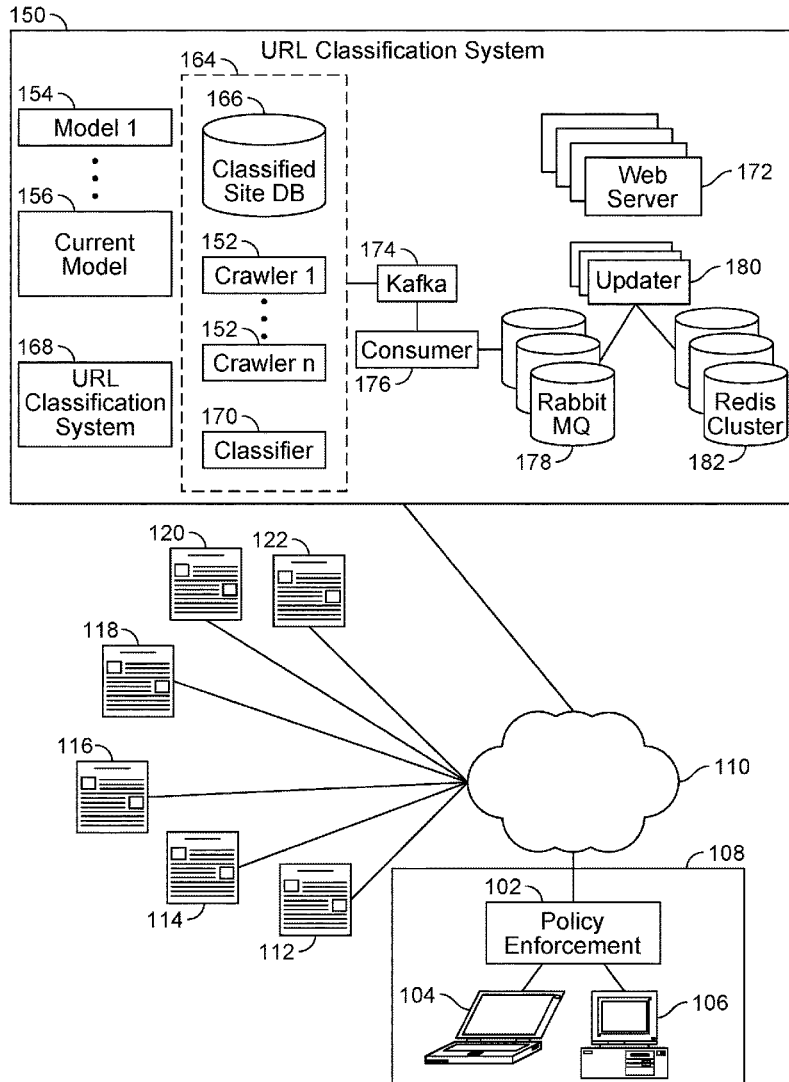 150
URL Classification System
164
154
Model 1
156
Current
Model
168
URL
Classification
System
166
Classified
Site DB
152
Crawler 1
152
Crawler n
170
Classifier
174
Kafka
Consumer
176
Web
Server
172
Updater
180
Rabbit
MQ
178
Redis
Cluster
182
120
122
118
116
114
112
110
108
102
Policy
Enforcement
104
106